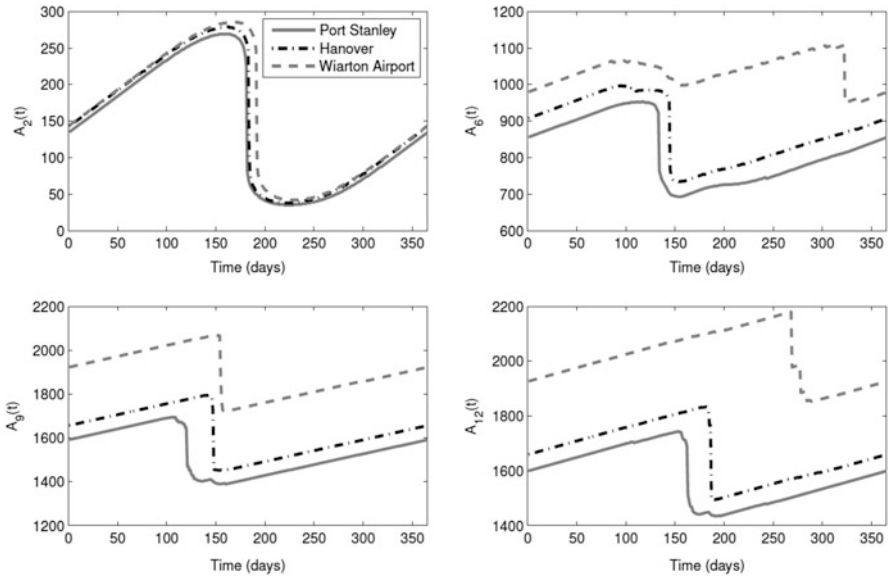 300
250
200
150
100
50
0
A2(t)
Port Stanley
Hanover
Wiarton Airport
0 50 100 150 200 250 300 350
Time (days)
1200
1100
1000
900
800
700
600
A6(t)
0 50 100 150 200 250 300 350
Time (days)
2200
2000
1800
1600
1400
1200
A9(t)
0 50 100 150 200 250 300 350
Time (days)
2200
2000
1800
1600
1400
A12(t)
0 50 100 150 200 250 300 350
Time (days)